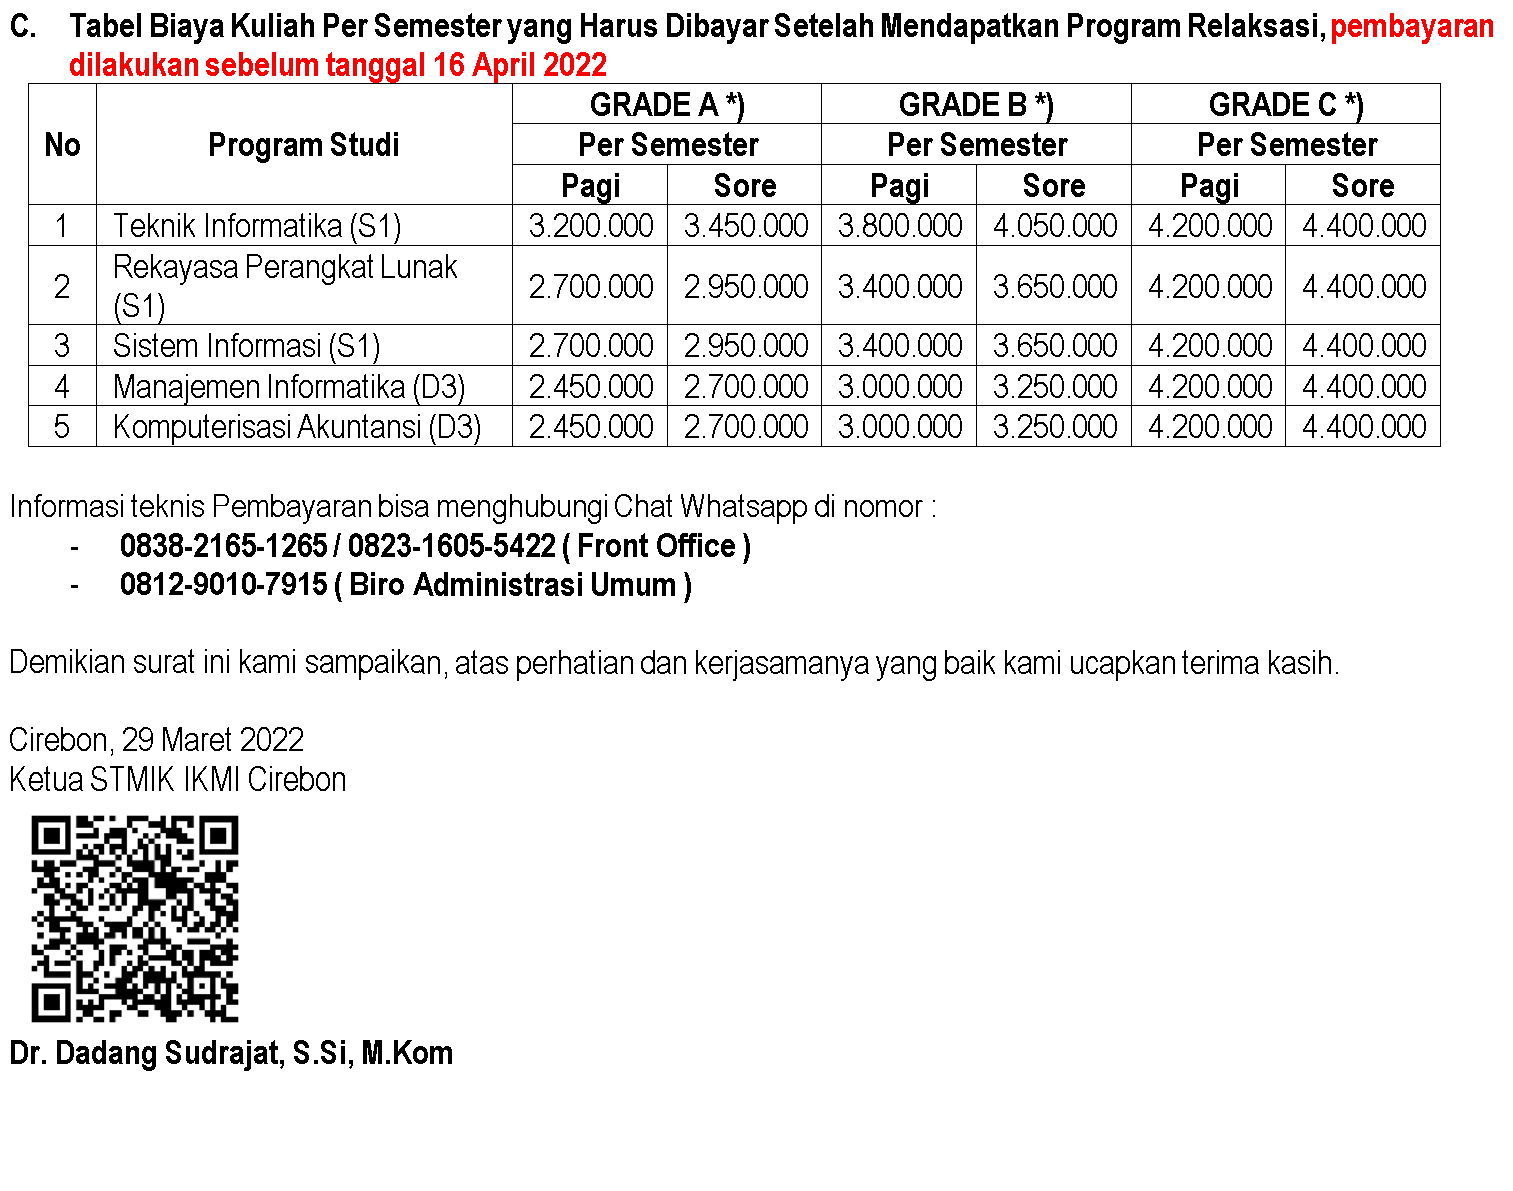 C. Tabel Biaya Kuliah Per Semester yang Harus Dibayar Setelah Mendapatkan Program Relaksasi, pembayaran
dilakukan sebelum tanggal 16 April 2022
No Program Studi GRADE A *) GRADE B *) GRADE C *)
Per Semester Per Semester Per Semester
Pagi Sore Pagi Sore Pagi Sore
1 Teknik Informatika (S1) 3.200.000 3.450.000 3.800.000 4.050.000 4.200.000 4.400.000
2 Rekayasa Perangkat Lunak
(S1) 2.700.000 2.950.000 3.400.000 3.650.000 4.200.000 4.400.000
3 Sistem Informasi (S1) 2.700.000 2.950.000 3.400.000 3.650.000 4.200.000 4.400.000
4 Manajemen Informatika (D3) 2.450.000 2.700.000 3.000.000 3.250.000 4.200.000 4.400.000
5 Komputerisasi Akuntansi (D3) 2.450.000 2.700.000 3.000.000 3.250.000 4.200.000 4.400.000
Informasi teknis Pembayaran bisa menghubungi Chat Whatsapp di nomor :
- 0838-2165-1265 / 0823-1605-5422 ( Front Office )
- 0812-9010-7915 ( Biro Administrasi Umum )
Demikian surat ini kami sampaikan, atas perhatian dan kerjasamanya yang baik kami ucapkan terima kasih.
Cirebon, 29 Maret 2022
Ketua STMIK IKMI Cirebon
Dr. Dadang Sudrajat, S.Si, M.Kom